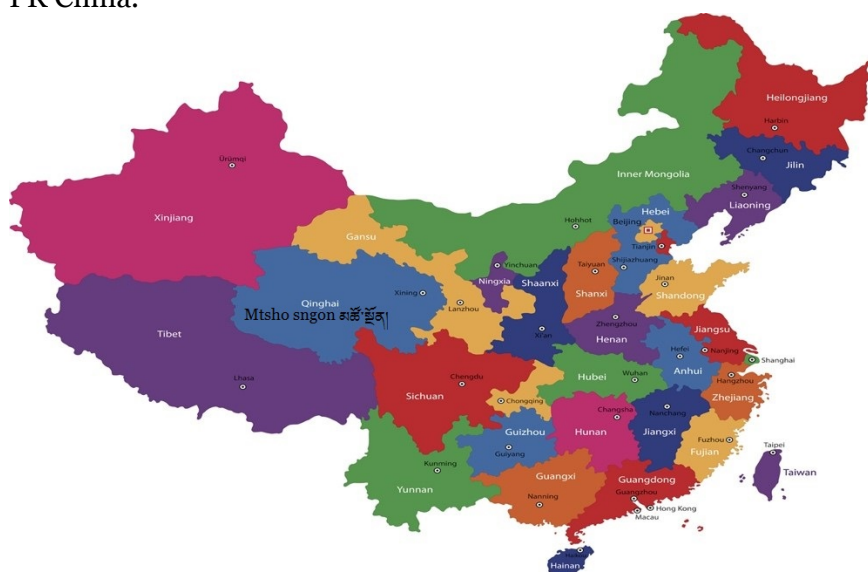 PR China.
Heilongjiang
Harbin
Changchun
Jilin
Ürümqi
Inner Mongolia
Shenyang
Liaoning
Xinjiang
Hebei
Hohhot
Beijing
Gansu
Tianjin
Yinchuan
Taiyuan
Shijiazhuang
Jinan
Ningxia
Shaanxi
Shanxi
Shandong
Xining
Qinghai
Lanzhou
Mtsho sngon མཚོ་སྔོན།
Zhengzhou
Jiangsu
Tibet
Xi'an
Henan
Hefei
Nanjing
Shanghai
Anhui
Lhasa
Chengdu
Hubei
Wuhan
Hangzhou
Sichuan
Chongqing
Zhejiang
Changsha
Nanchang
Guizhou
Hunan
Jiangxi
Fuzhou
Guiyang
Fujian
Taipei
Kunming
Taiwan
Guangxi
Guangdong
Yunnan
Nanning
Guangzhou
Hong Kong
Macau
Hainan